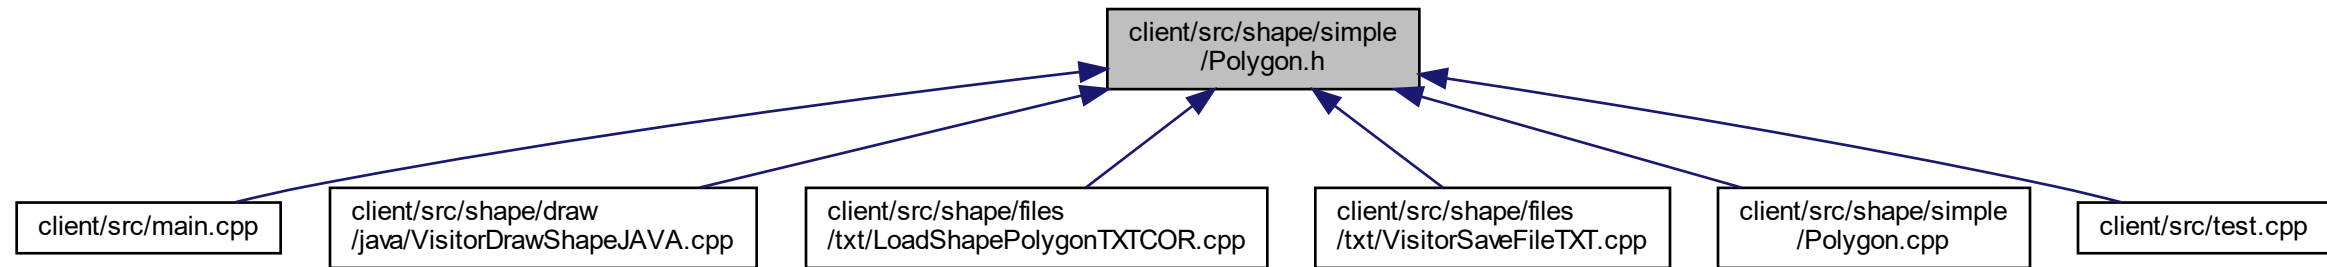 client/src/shape/simple
/Polygon.h
client/src/main.cpp
client/src/shape/draw
/java/VisitorDrawShapeJAVA.cpp
client/src/shape/files
/txt/LoadShapePolygonTXTCOR.cpp
client/src/shape/files
/txt/VisitorSaveFileTXT.cpp
client/src/shape/simple
/Polygon.cpp
client/src/test.cpp